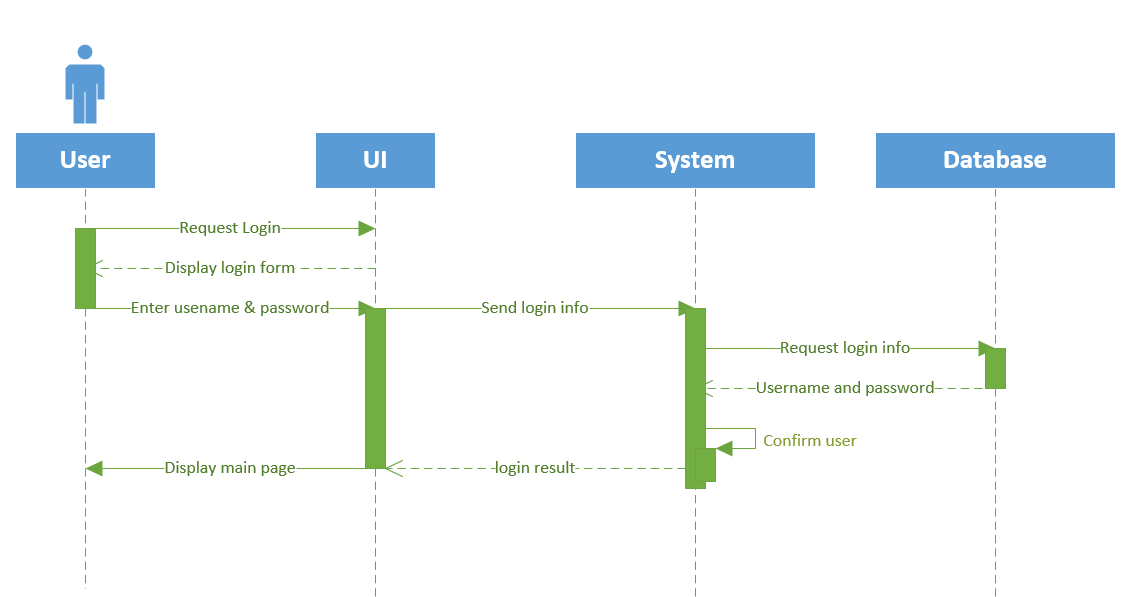 User
UI
System
Database
Request Login
Display login form
Enter usename & password
Send login info
Request login info
Username and password
Confirm user
Display main page
login result